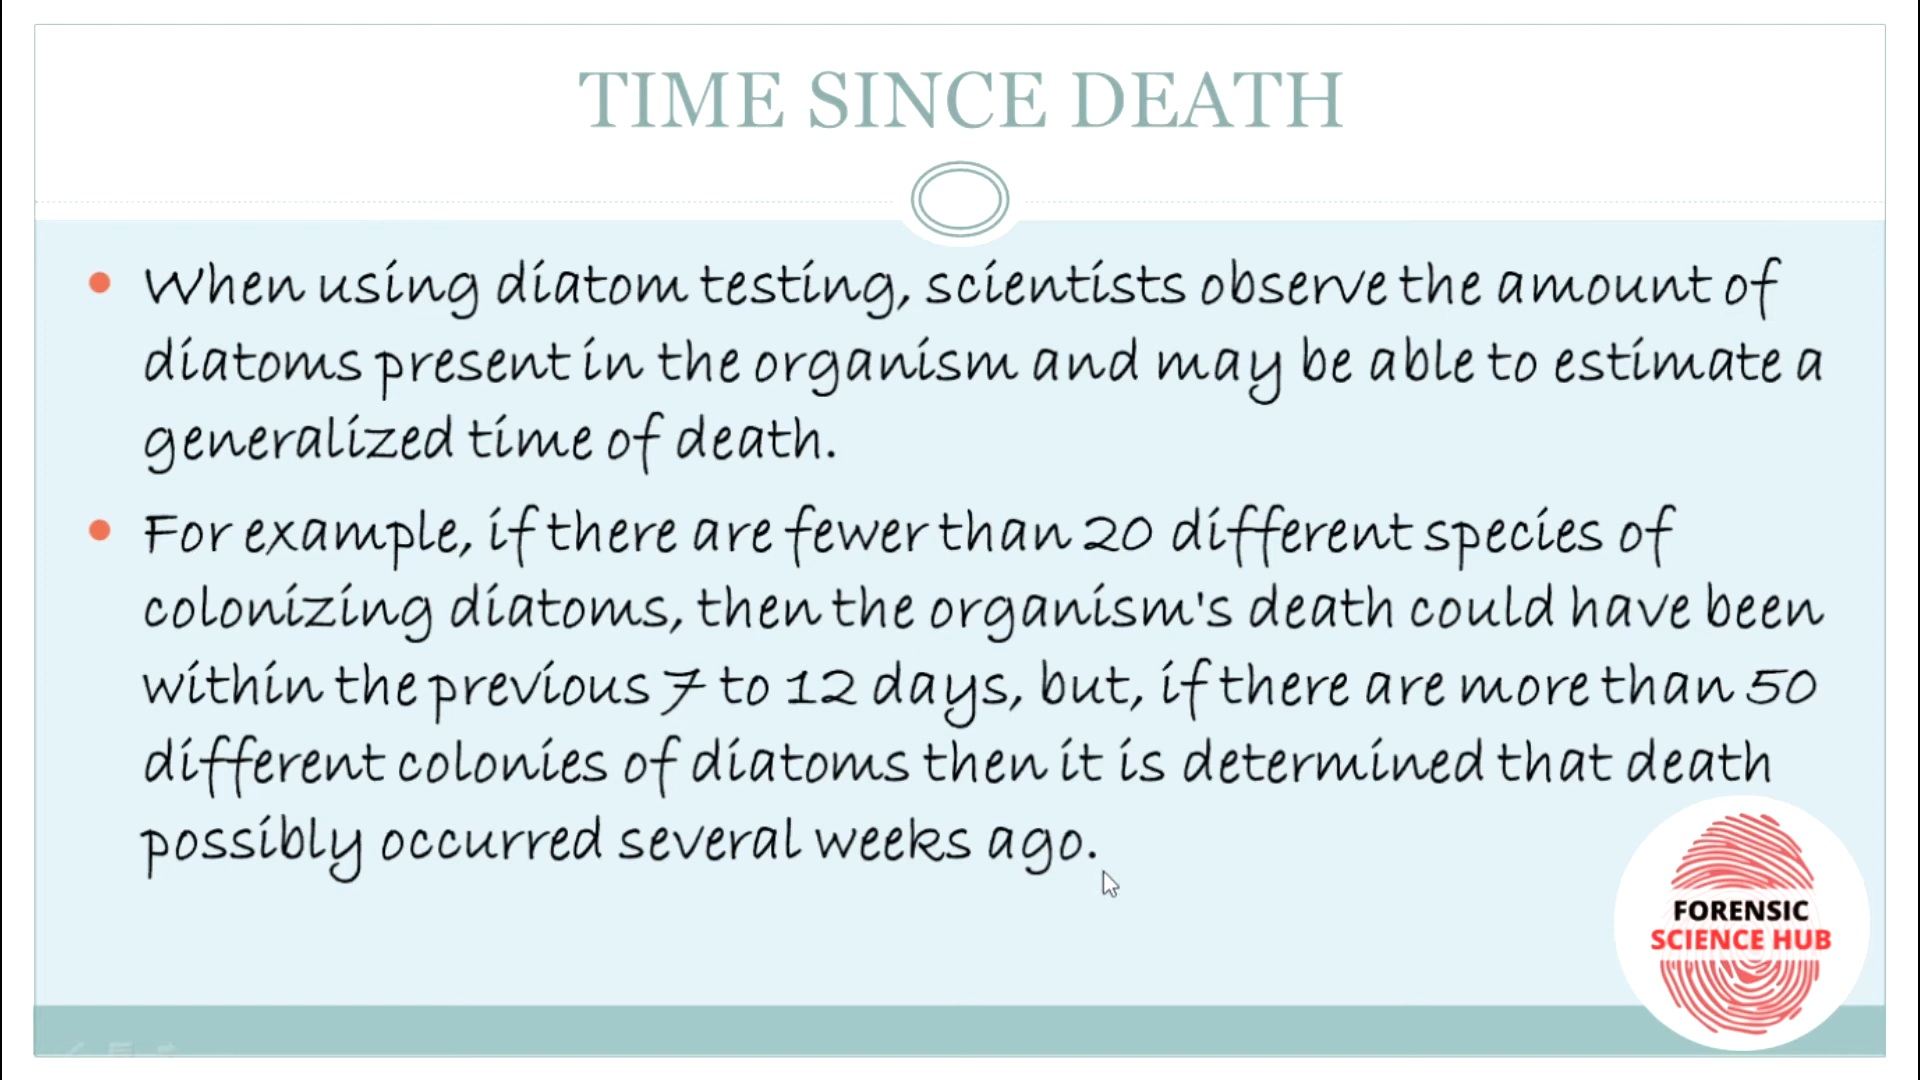 TIME SINCE DEATH
When using diatom testing, scientists observe the amount of
diatoms present in the organism and may be able to estimate a
generalized time of death.
For example, if there are fewer than 20 different species of
colonizing diatoms, then the organism's death could have been
within the previous 7 to 12 days, but, if there are more than 50
different colonies of diatoms then it is determined that death
possibly occurred several weeks ago.
FORENSIC
SCIENCE HUB